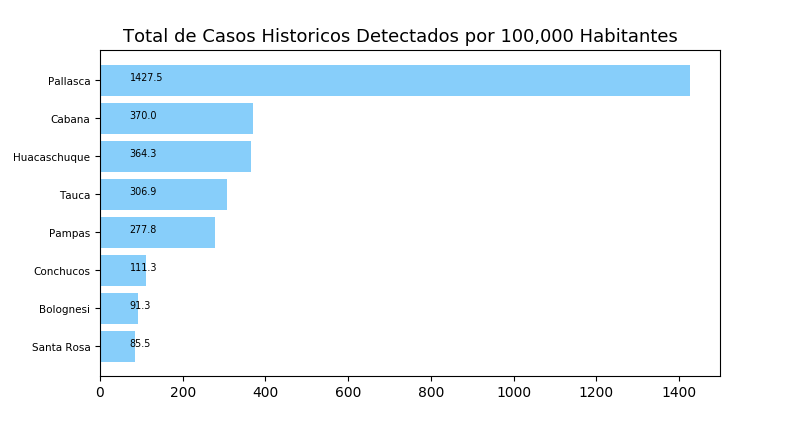 Total de Casos Historicos Detectados por 100,000 Habitantes
Pallasca 1427.5
Cabana 370.0
Huacaschuque 364.3
Tauca 306.9
Pampas 277.8
Conchucos 111.3
Bolognesi 91.3
Santa Rosa 85.5
0 200 400 600 800 1000 1200 1400